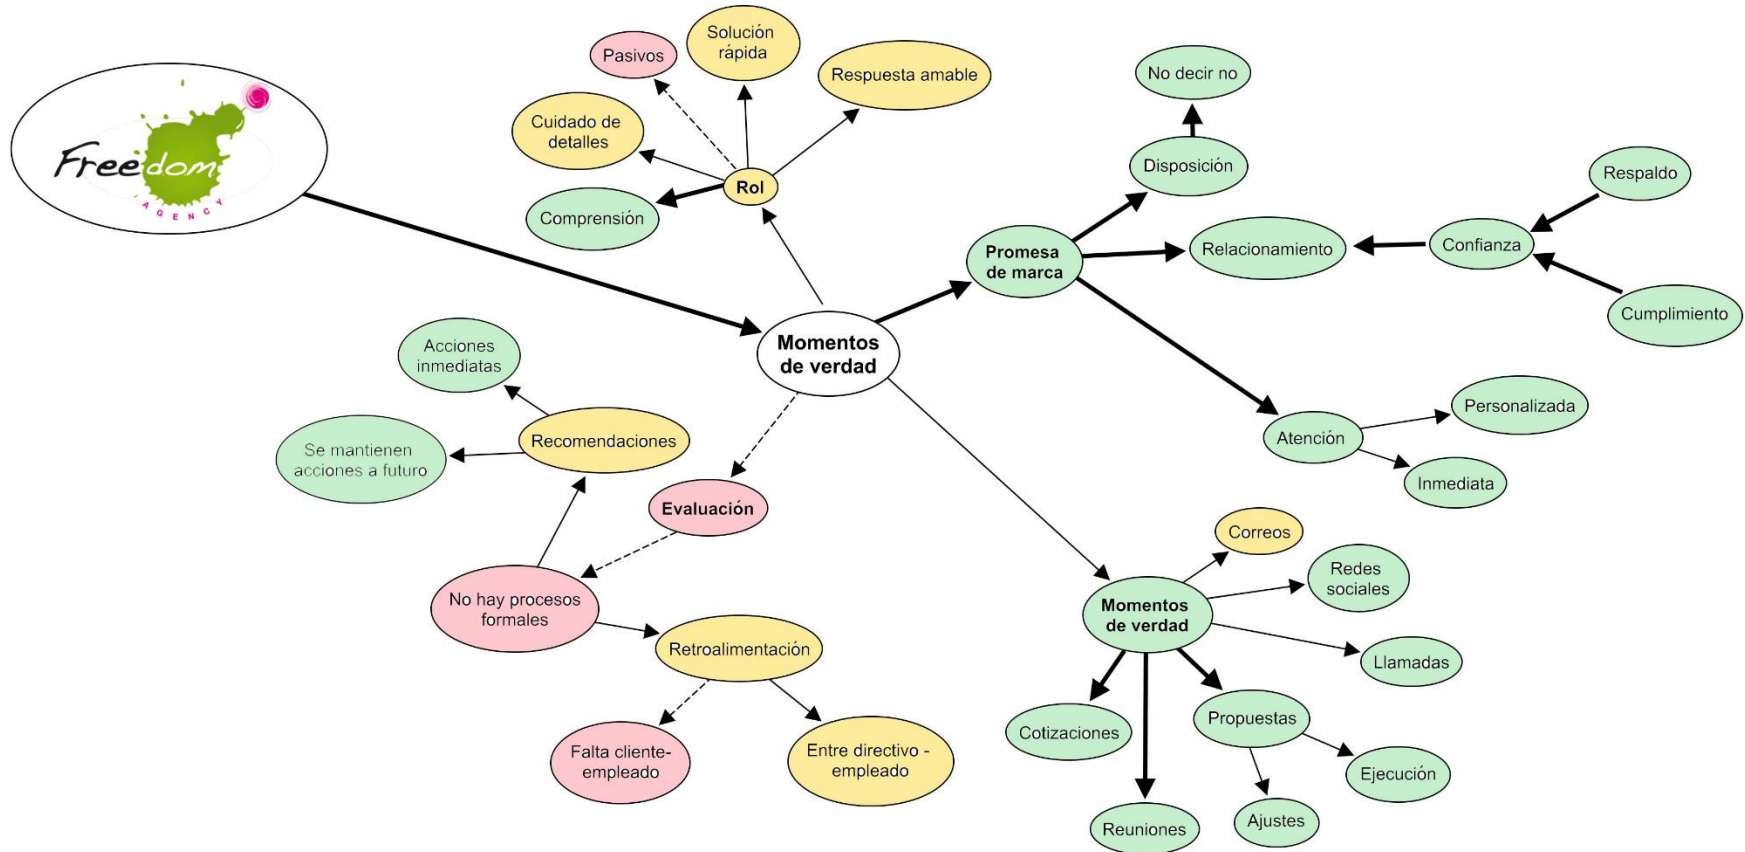 Freedom
AGENCY
Pasivos
Solución
rápida
Respuesta amable
Cuidado de
detalles
Rol
Comprensión
No decir no
Disposición
Respaldo
Promesa
de marca
Relacionamiento
Confianza
Cumplimiento
Momentos
de verdad
Acciones
inmediatas
Recomendaciones
Se mantienen
acciones a futuro
Evaluación
No hay procesos
formales
Retroalimentación
Falta cliente-
empleado
Entre directivo -
empleado
Atención
Personalizada
Inmediata
Correos
Redes
sociales
Momentos
de verdad
Llamadas
Cotizaciones
Propuestas
Ejecución
Reuniones
Ajustes